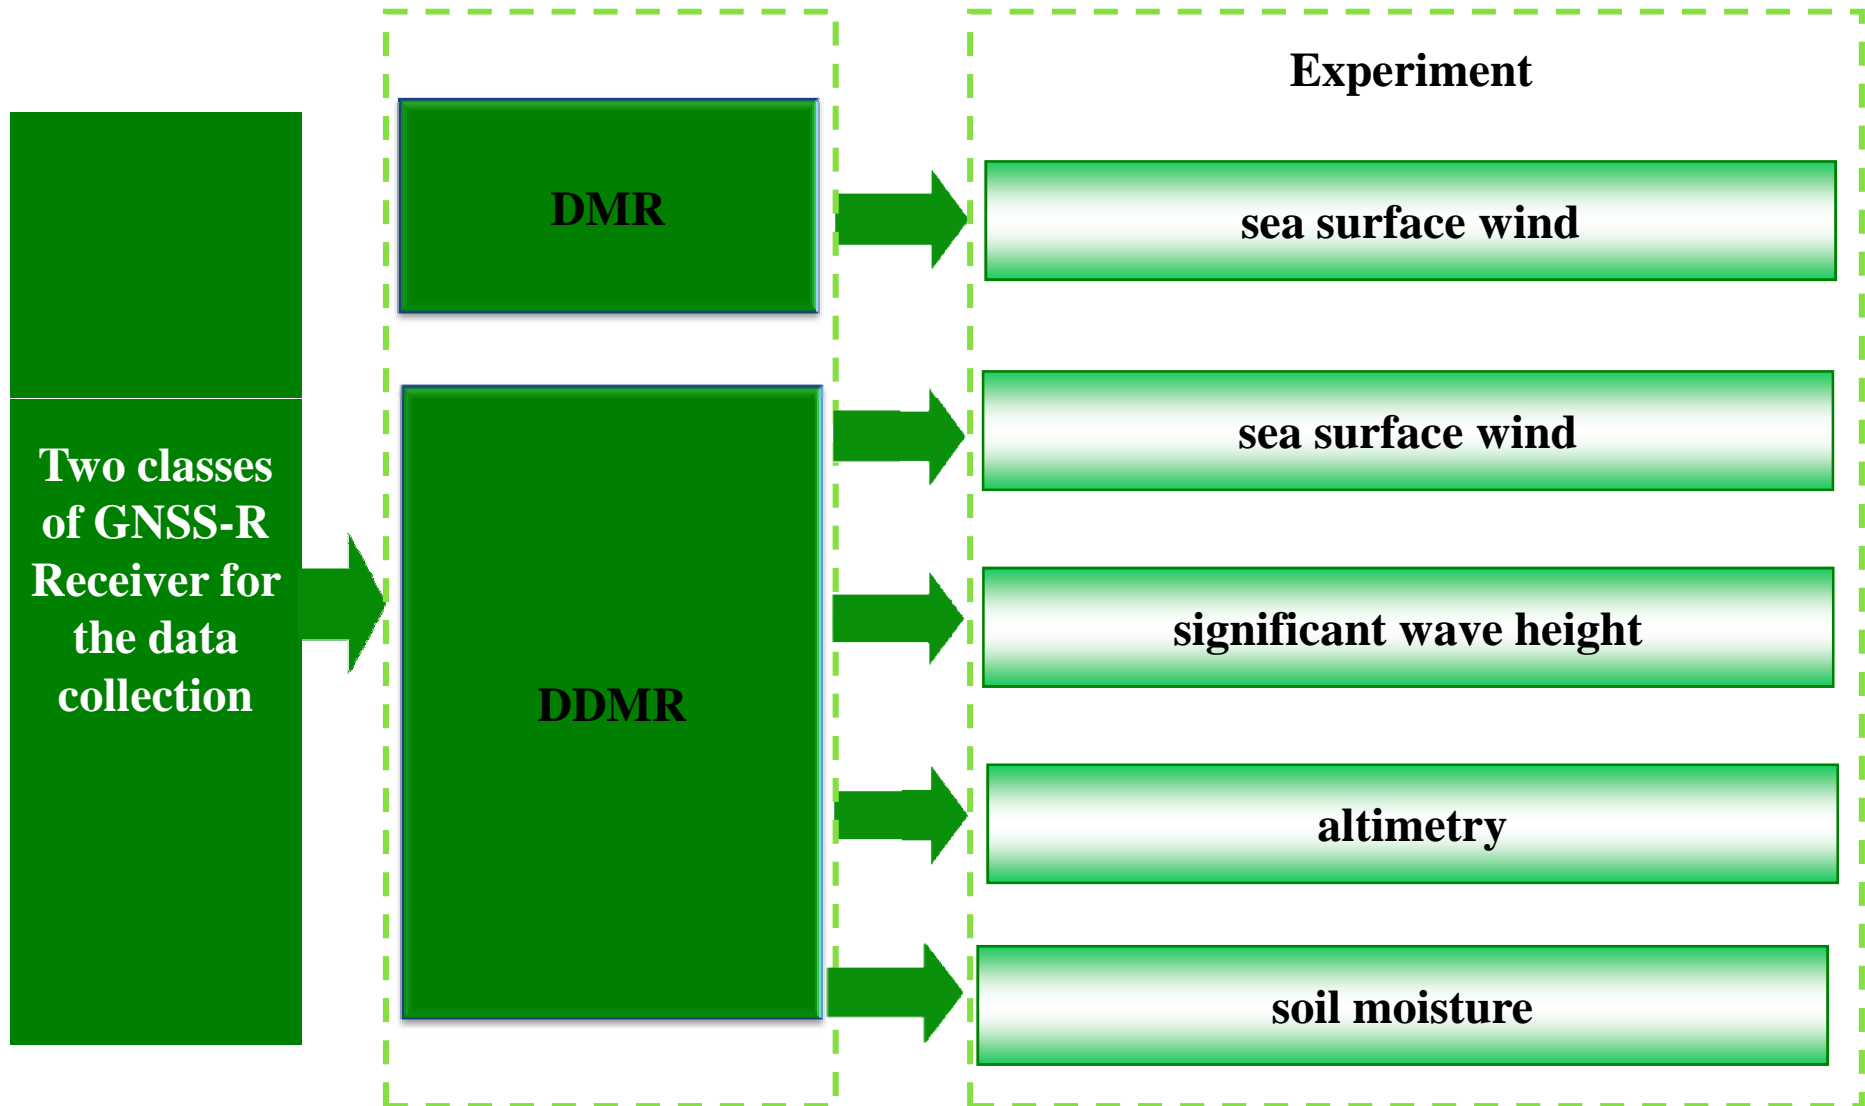 Two classes
of GNSS-R
Receiver for
the data
collection
DMR
DDMR
Experiment
sea surface wind
sea surface wind
significant wave height
altimetry
soil moisture